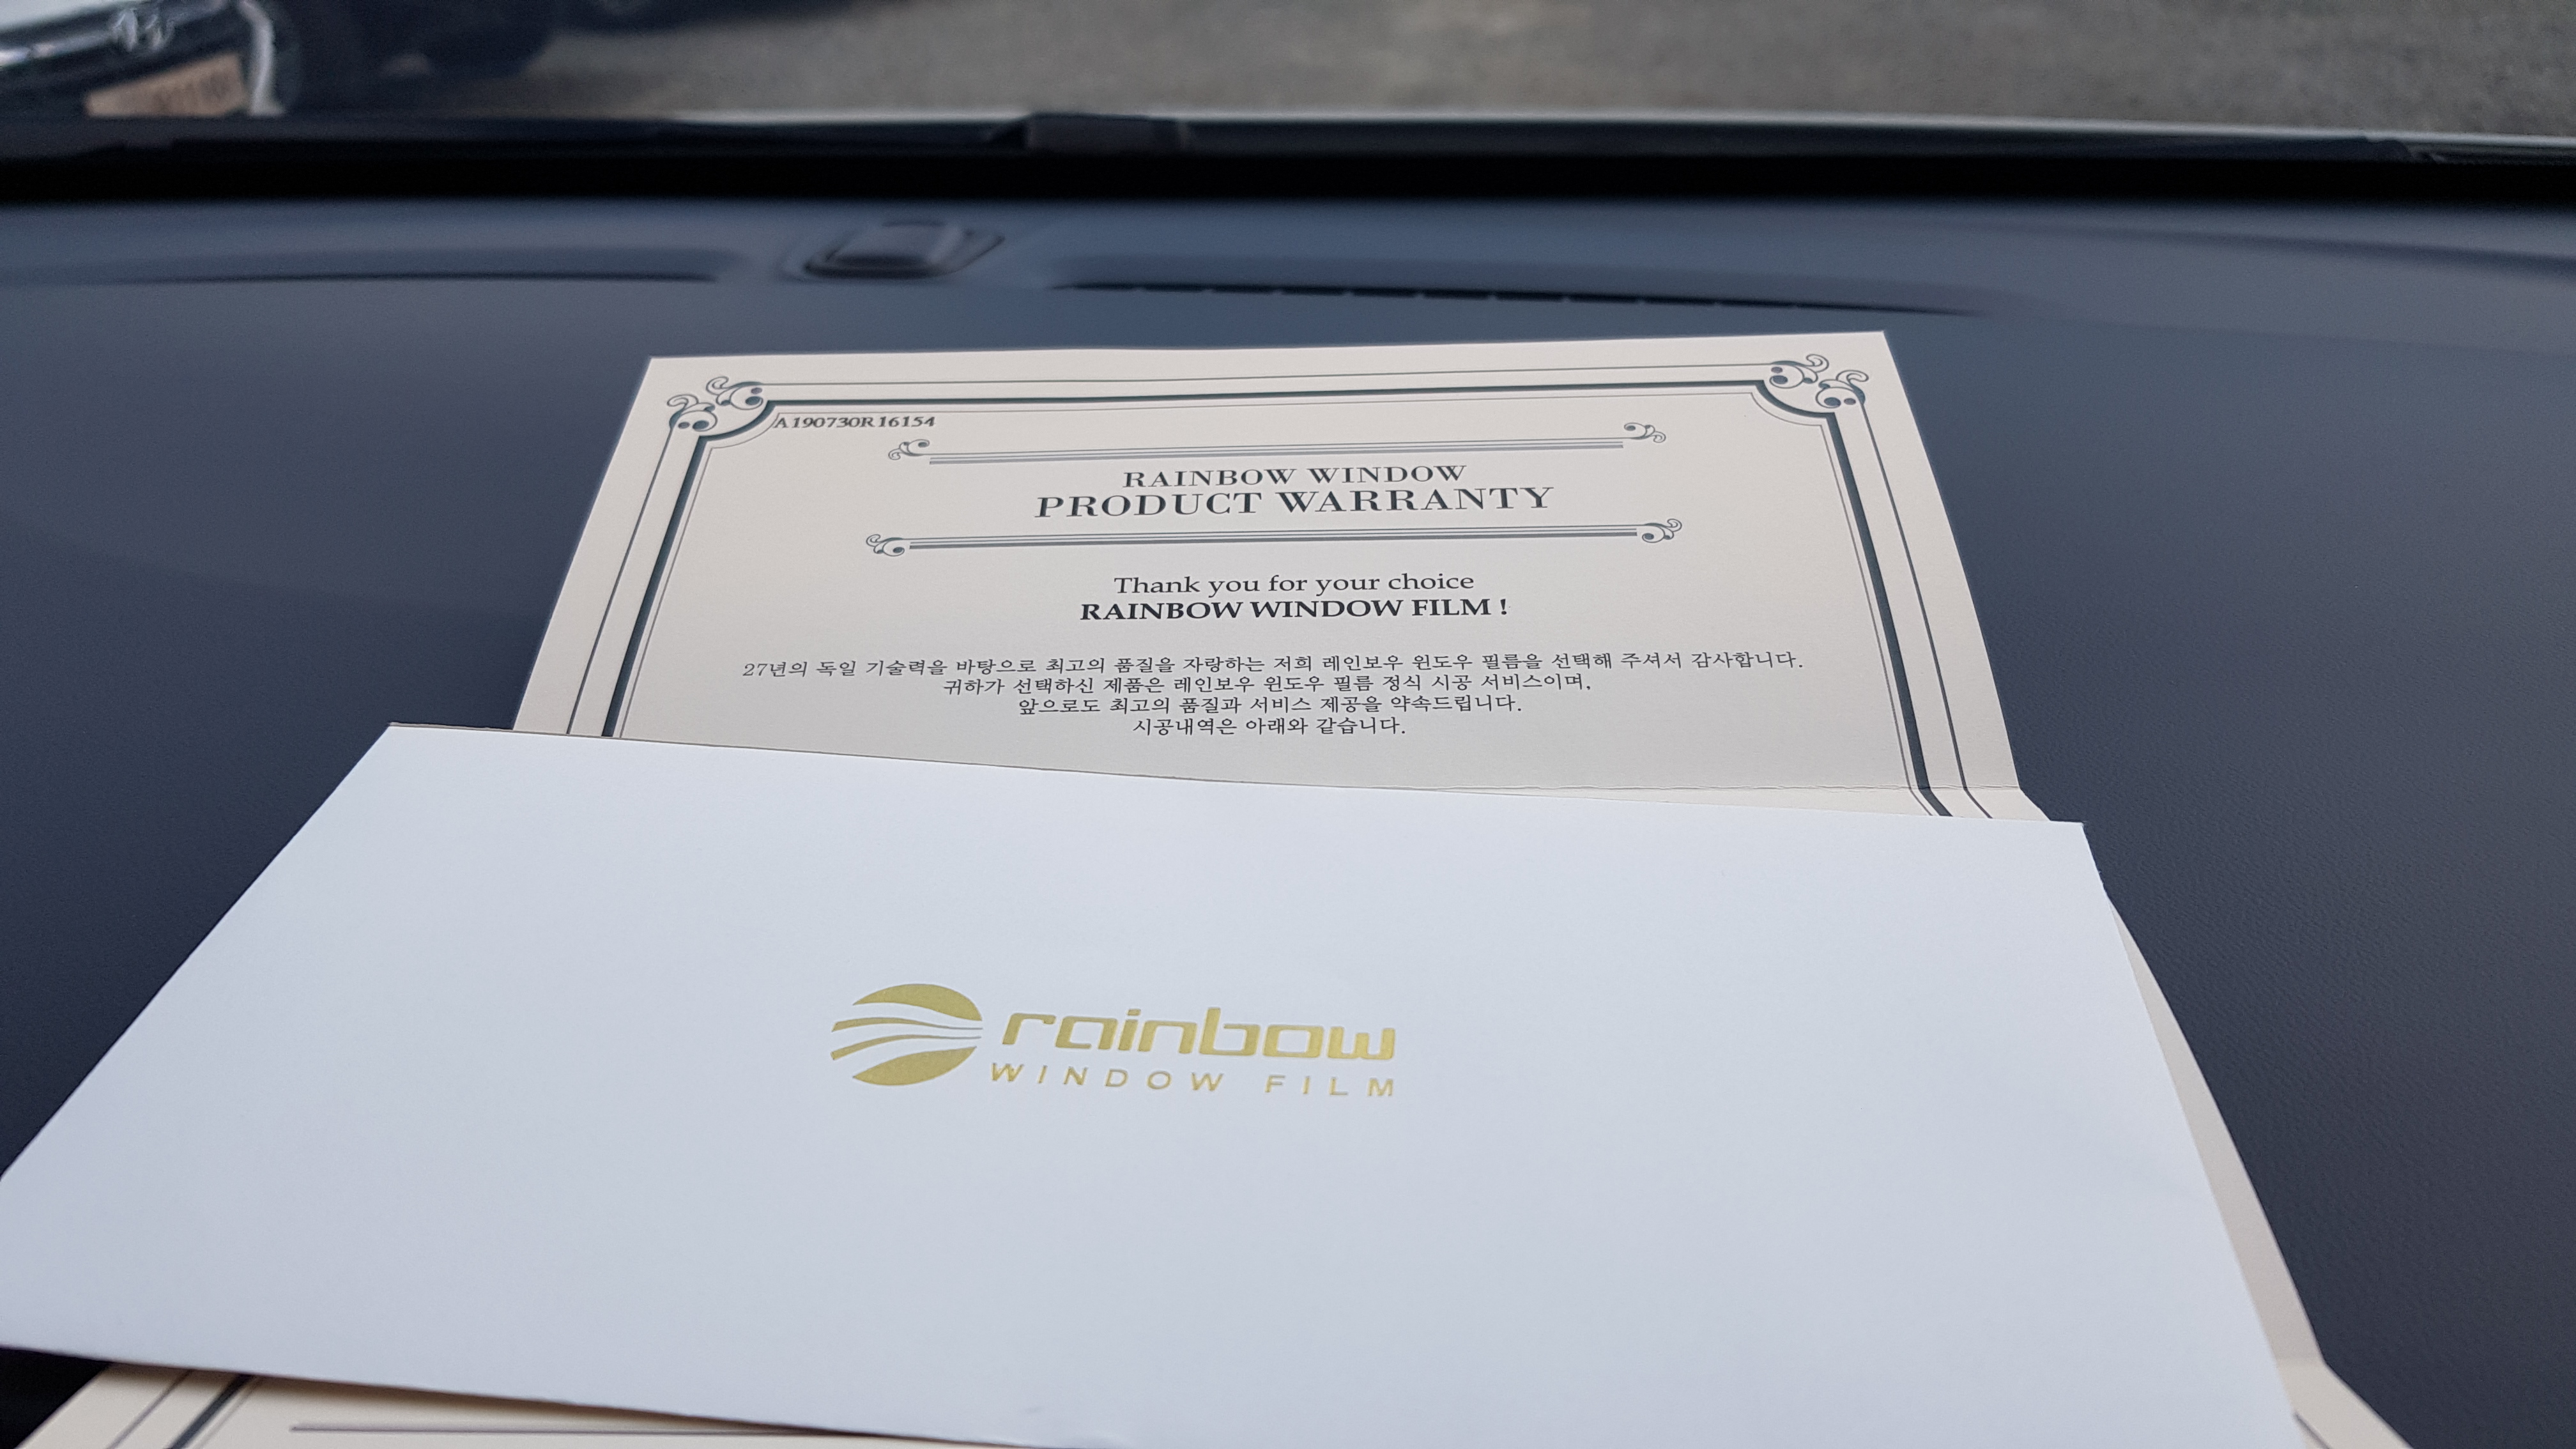 A190730R16154
RAINBOW WINDOW
PRODUCT WARRANTY
Thank you for your choice
RAINBOW WINDOW FILM !
27년의 독일 기술력을 바탕으로 최고의 품질을 자랑하는 저희 레인보우 윈도우 필름을 선택해 주셔서 감사합니다.
귀하가 선택하신 제품은 레인보우 윈도우 필름 정식 시공 서비스이며,
앞으로도 최고의 품질과 서비스 제공을 약속드립니다.
시공내역은 아래와 같습니다.
rainbow
WINDOW FILM